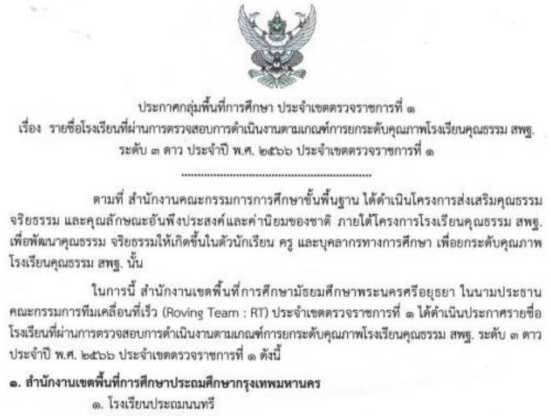 ประกาศกลุ่มพื้นที่การศึกษา ประจำเขตตรวจราชการที่ ๑
เรื่อง รายชื่อโรงเรียนที่ผ่านการตรวจสอบการดำเนินงานตามเกณฑ์การยกระดับคุณภาพโรงเรียนคุณธรรม สพฐ.
ระดับ ๓ ดาว ประจำปี พ.ศ. ๒๕๖๖ ประจำเขตตรวจราชการที่ ๑
ตามที่ สำนักงานคณะกรรมการการศึกษาขั้นพื้นฐาน ได้ดำเนินโครงการส่งเสริมคุณธรรม
จริยธรรม และคุณลักษณะอันพึงประสงค์และค่านิยมของชาติ ภายใต้โครงการโรงเรียนคุณธรรม สพฐ.
เพื่อพัฒนาคุณธรรม จริยธรรมให้เกิดขึ้นในตัวนักเรียน ครู และบุคลากรทางการศึกษา เพื่อยกระดับคุณภาพ
โรงเรียนคุณธรรม สพฐ. นั้น
ในการนี้ สำนักงานเขตพื้นที่การศึกษามัธยมศึกษาพระนครศรีอยุธยา ในนามประธาน
คณะกรรมการทีมเคลื่อนที่เร็ว (Roving Team : RT) ประจำเขตตรวจราชการที่ ๑ ได้ดำเนินประกาศรายชื่อ
โรงเรียนที่ผ่านการตรวจสอบการดำเนินงานตามเกณฑ์การยกระดับคุณภาพโรงเรียนคุณธรรม สพฐ. ระดับ ๓ ดาว
ประจำปี พ.ศ. ๒๕๖๖ ประจำเขตตรวจราชการที่ ๑ ดังนี้
๑. สำนักงานเขตพื้นที่การศึกษาประถมศึกษากรุงเทพมหานคร
๑. โรงเรียนประถมนนทรี